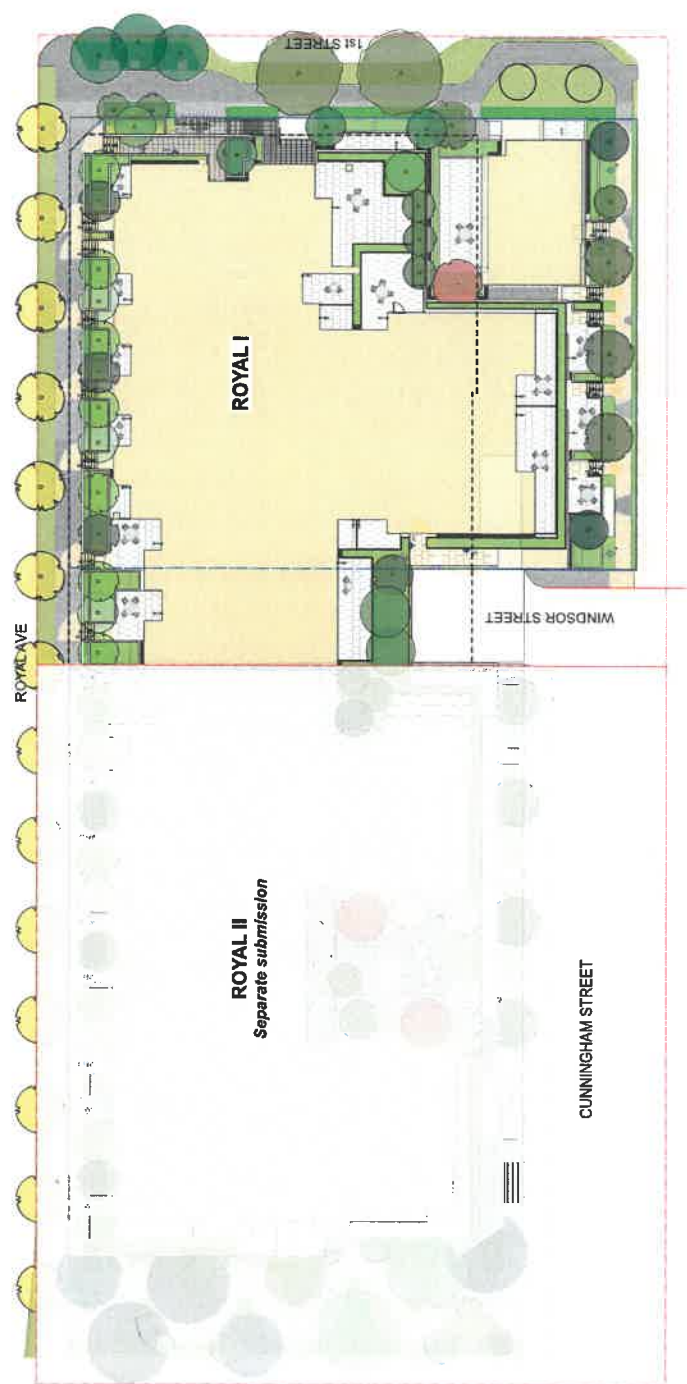 1st STREET
ROYAL AVE
ROYAL I
WINDSOR STREET
ROYAL II
Separate submission
CUNNINGHAM STREET